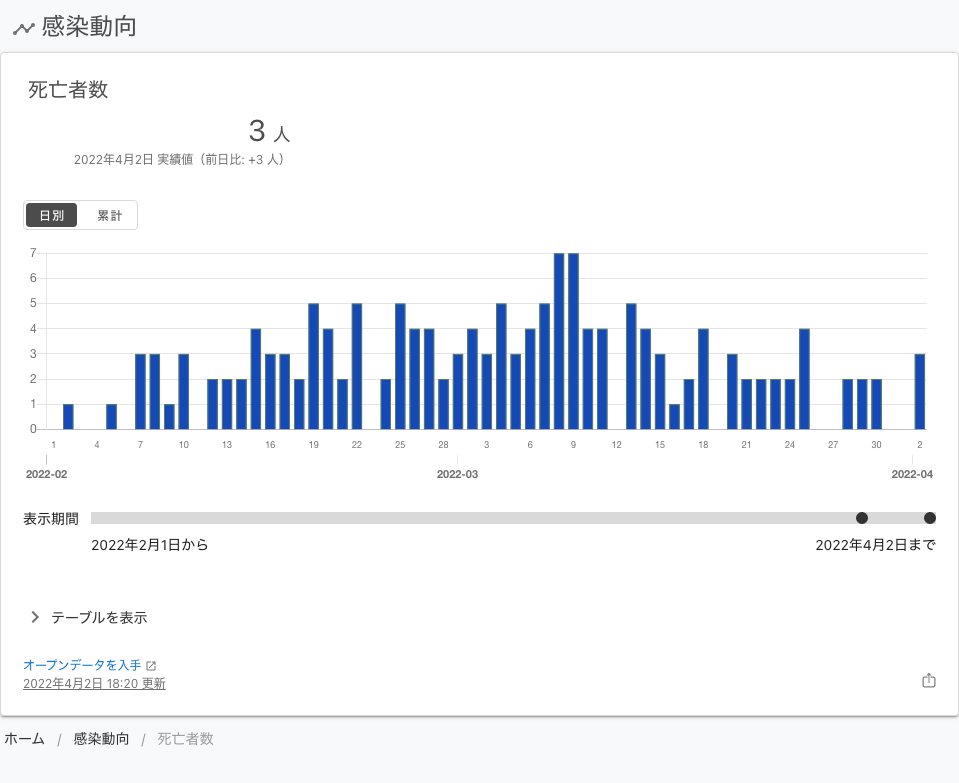 感染動向
死亡者数
3 人
2022年4月2日 実績値（前日比: +3 人）
日別 累計
7
6
5
4
3
2
1
0
1 4 7 10 13 16 19 22 25 28 3 6 9 12 15 18 21 24 27 30 2
2022-02 2022-03 2022-04
表示期間
2022年2月1日から 2022年4月2日まで
テーブルを表示
オープンデータを入手
2022年4月2日 18:20 更新
ホーム / 感染動向 / 死亡者数